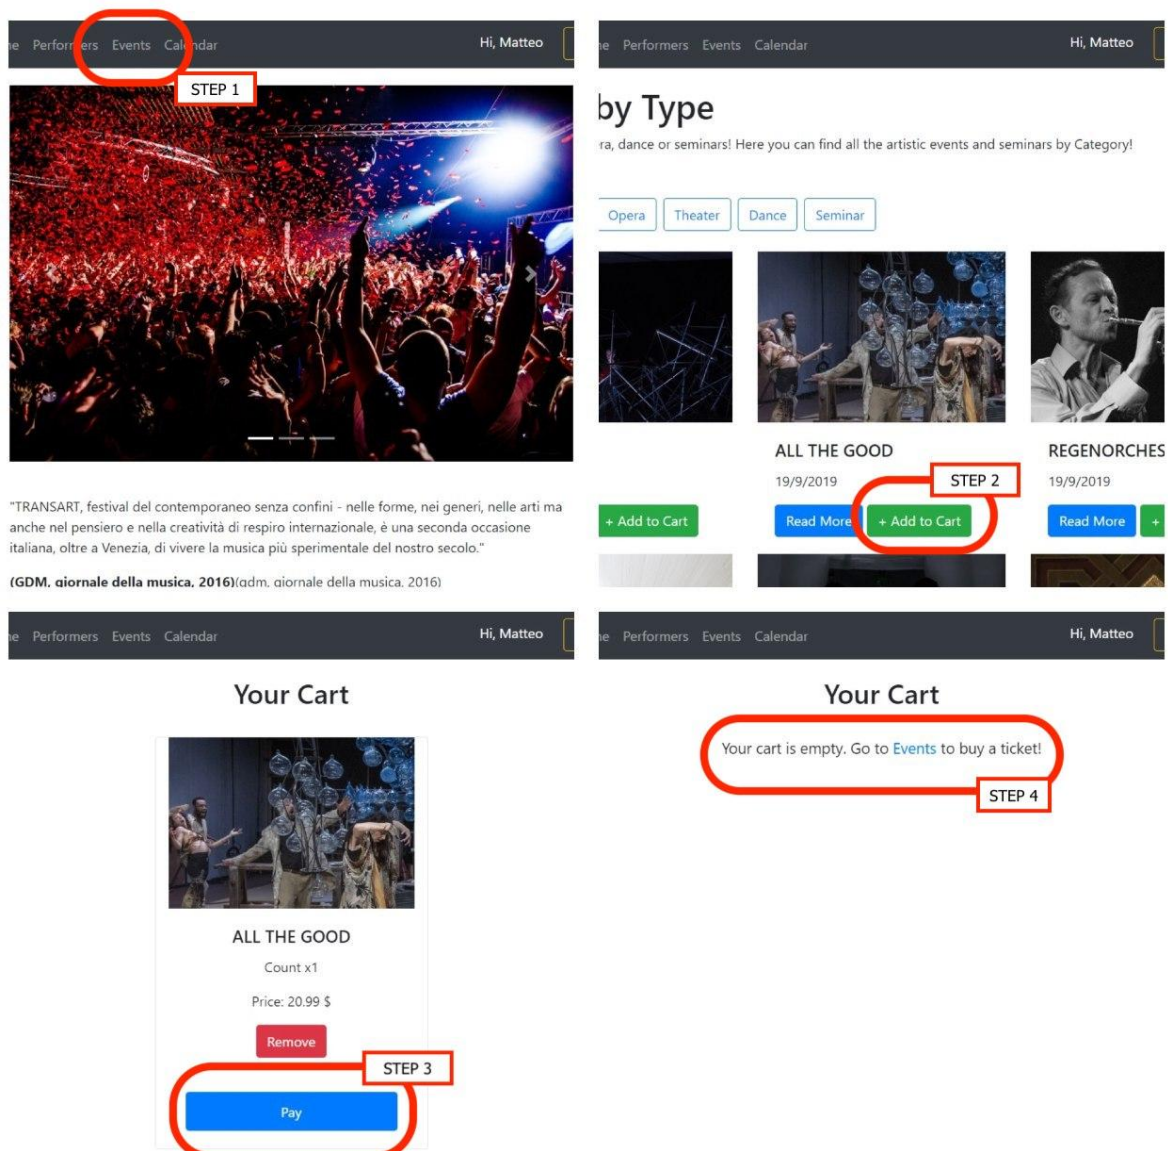 Performers Events Calendar Hi, Matteo
STEP 1
"TRANSART, festival del contemporaneo senza confini - nelle forme, nei generi, nelle arti ma
anche nel pensiero e nella creatività di respiro internazionale, è una seconda occasione
italiana, oltre a Venezia, di vivere la musica più sperimentale del nostro secolo."
(GDM, giornale della musica, 2016)(gdm, giornale della musica, 2016)
Performers Events Calendar Hi, Matteo
by Type
ra, dance or seminars! Here you can find all the artistic events and seminars by Category!
Opera Theater Dance Seminar
ALL THE GOOD REGENORCHES
19/9/2019 STEP 2 19/9/2019
+ Add to Cart Read More + Add to Cart Read More +
Performers Events Calendar Hi, Matteo
Your Cart
ALL THE GOOD
Count x1
Price: 20.99 $
Remove
STEP 3
Pay
Performers Events Calendar Hi, Matteo
Your Cart
Your cart is empty. Go to Events to buy a ticket!
STEP 4